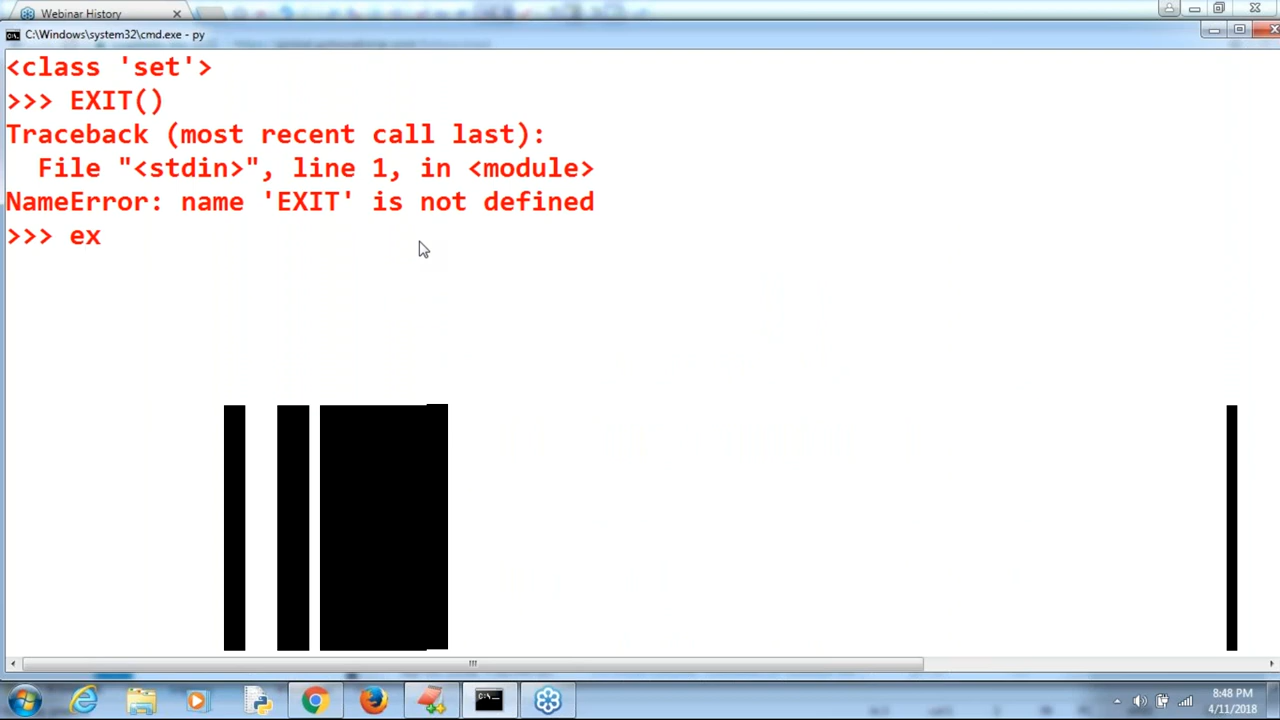 Webinar History
C:\Windows\system32\cmd.exe - py
<class 'set'>
>>> EXIT()
Traceback (most recent call last):
  File "<stdin>", line 1, in <module>
NameError: name 'EXIT' is not defined
>>> ex
8:48 PM
4/11/2018